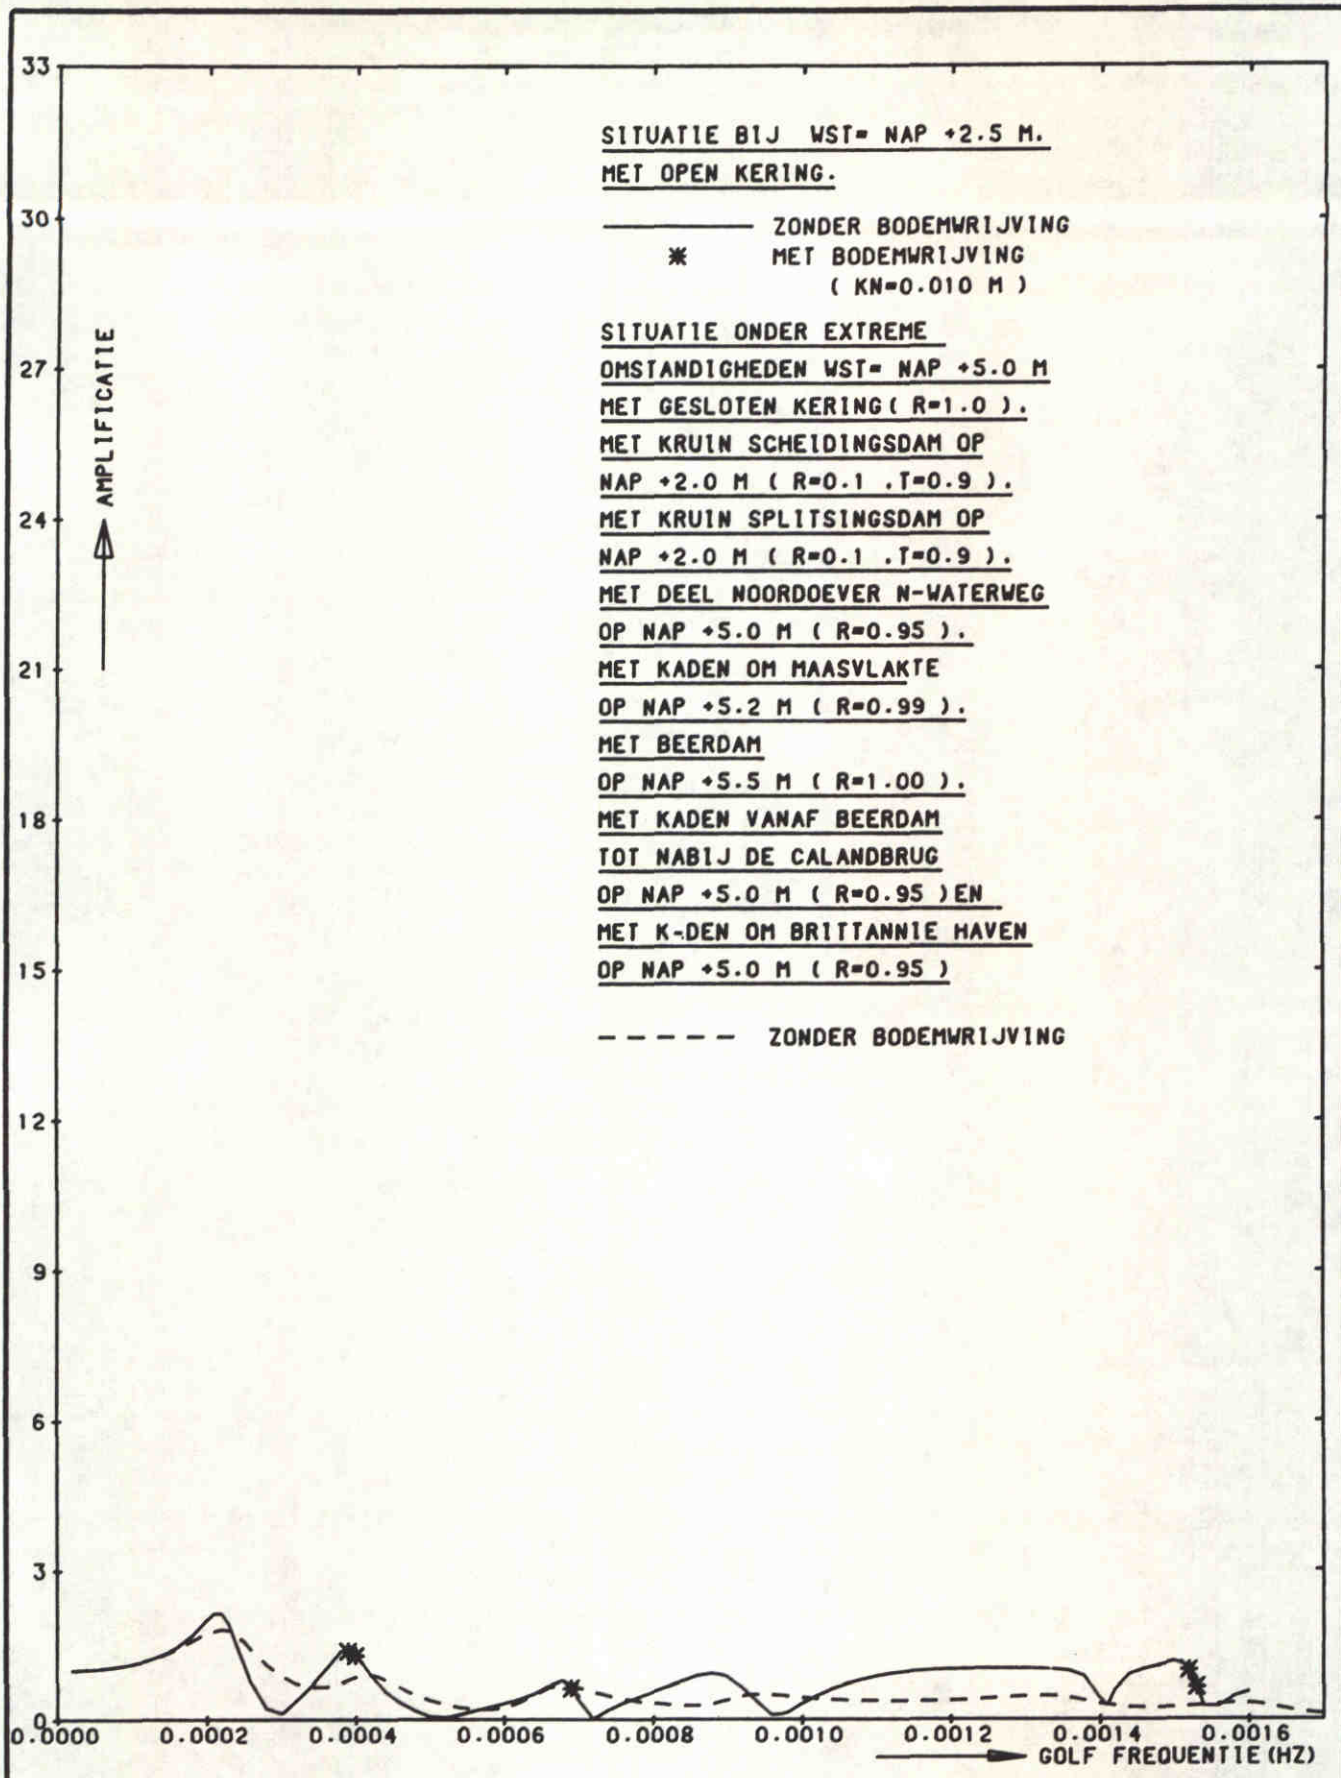 33
30
27
24
21
18
15
12
9
6
3
0
AMPLIFICATIE
SITUATIE BIJ WST= NAP +2.5 M.
MET OPEN KERING.
ZONDER BODEMWRIJVING
* MET BODEMWRIJVING
( KN=0.010 M )
SITUATIE ONDER EXTREME
OMSTANDIGHEDEN WST= NAP +5.0 M
MET GESLOTEN KERING( R=1.0 ).
MET KRUIN SCHEIDINGSDAM OP
NAP +2.0 M ( R=0.1 .T=0.9 ).
MET KRUIN SPLITSINGSDAM OP
NAP +2.0 M ( R=0.1 .T=0.9 ).
MET DEEL NOORDOEVER N-WATERWEG
OP NAP +5.0 M ( R=0.95 ).
MET KADEN OM MAASVLAKTE
OP NAP +5.2 M ( R=0.99 ).
MET BEERDAM
OP NAP +5.5 M ( R=1.00 ).
MET KADEN VANAF BEERDAM
TOT NABIJ DE CALANDBRUG
OP NAP +5.0 M ( R=0.95 )EN
MET K-DEN OM BRITTANNIE HAVEN
OP NAP +5.0 M ( R=0.95 )
ZONDER BODEMWRIJVING
0.0000 0.0002 0.0004 0.0006 0.0008 0.0010 0.0012 0.0014 0.0016
GOLF FREQUENTIE(HZ)